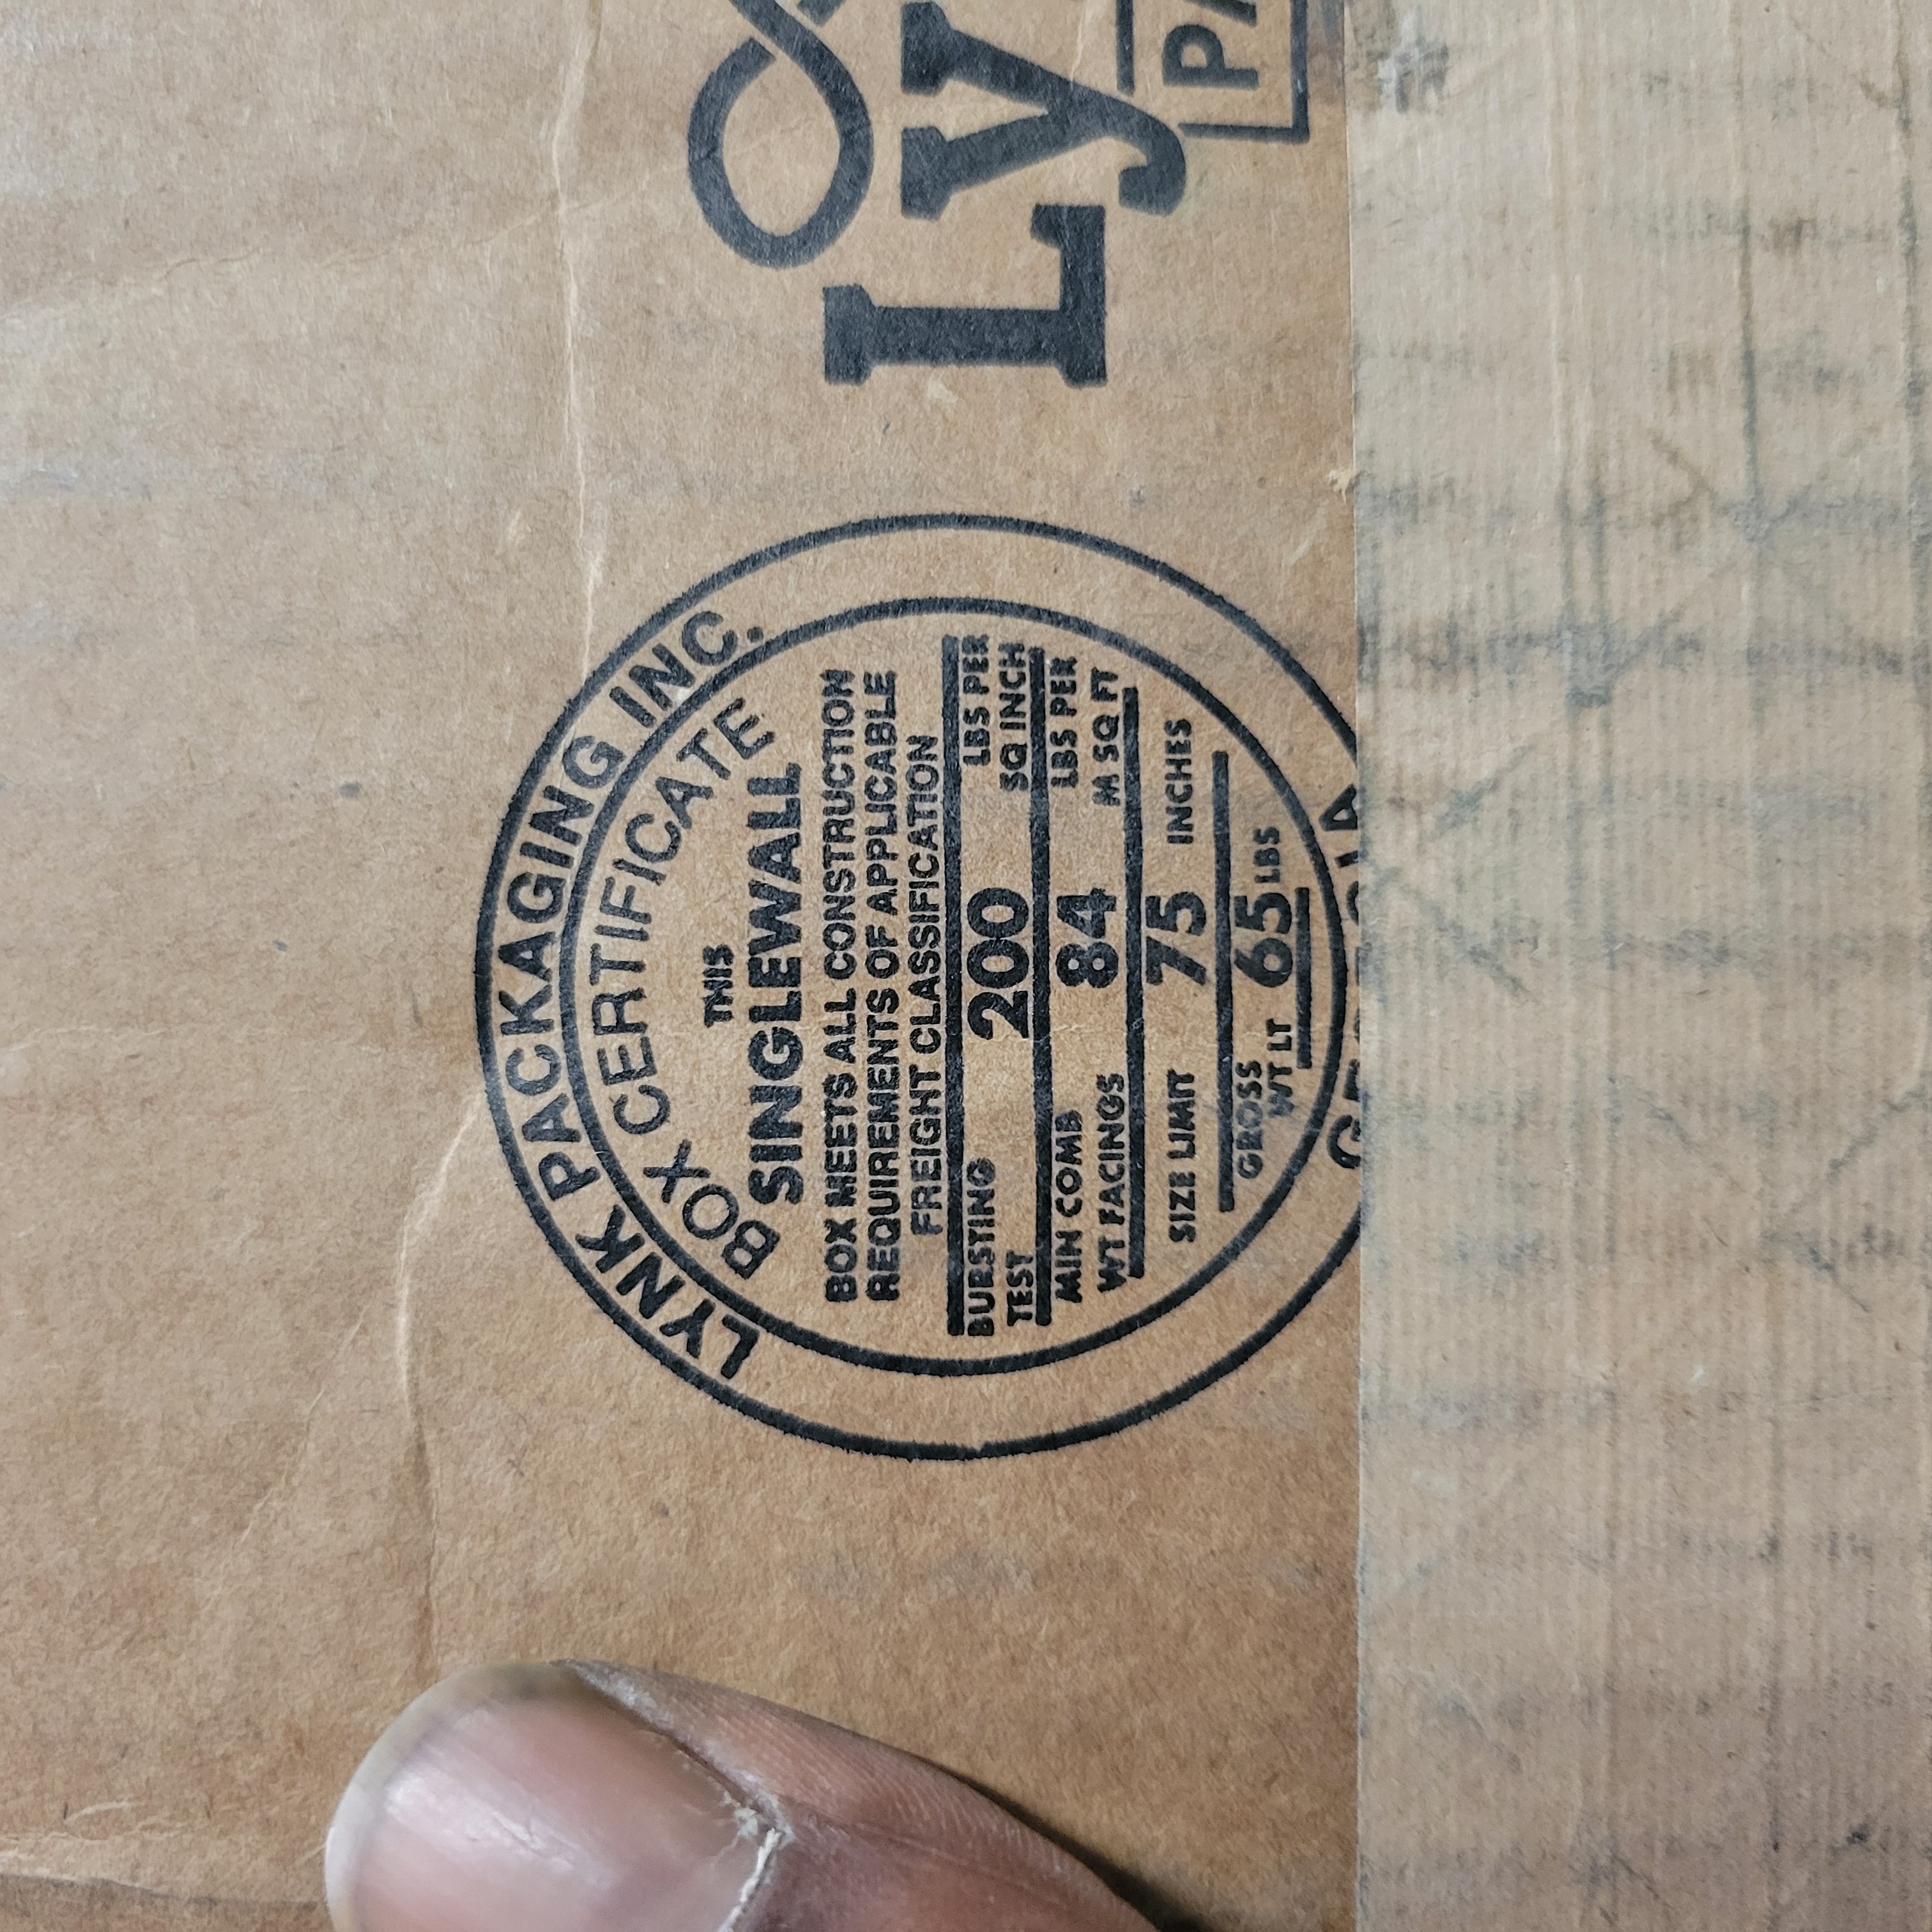 Ly
LYNK PACKAGING INC.
BOX CERTIFICATE
THIS
SINGLEWALL
BOX MEETS ALL CONSTRUCTION
REQUIREMENTS OF APPLICABLE
FREIGHT CLASSIFICATION
BURSTING TEST 200 LBS PER SQ INCH
MIN COMB WT FACINGS 84 LBS PER M SQ FT
SIZE LIMIT 75 INCHES
GROSS WT LT 65 LBS